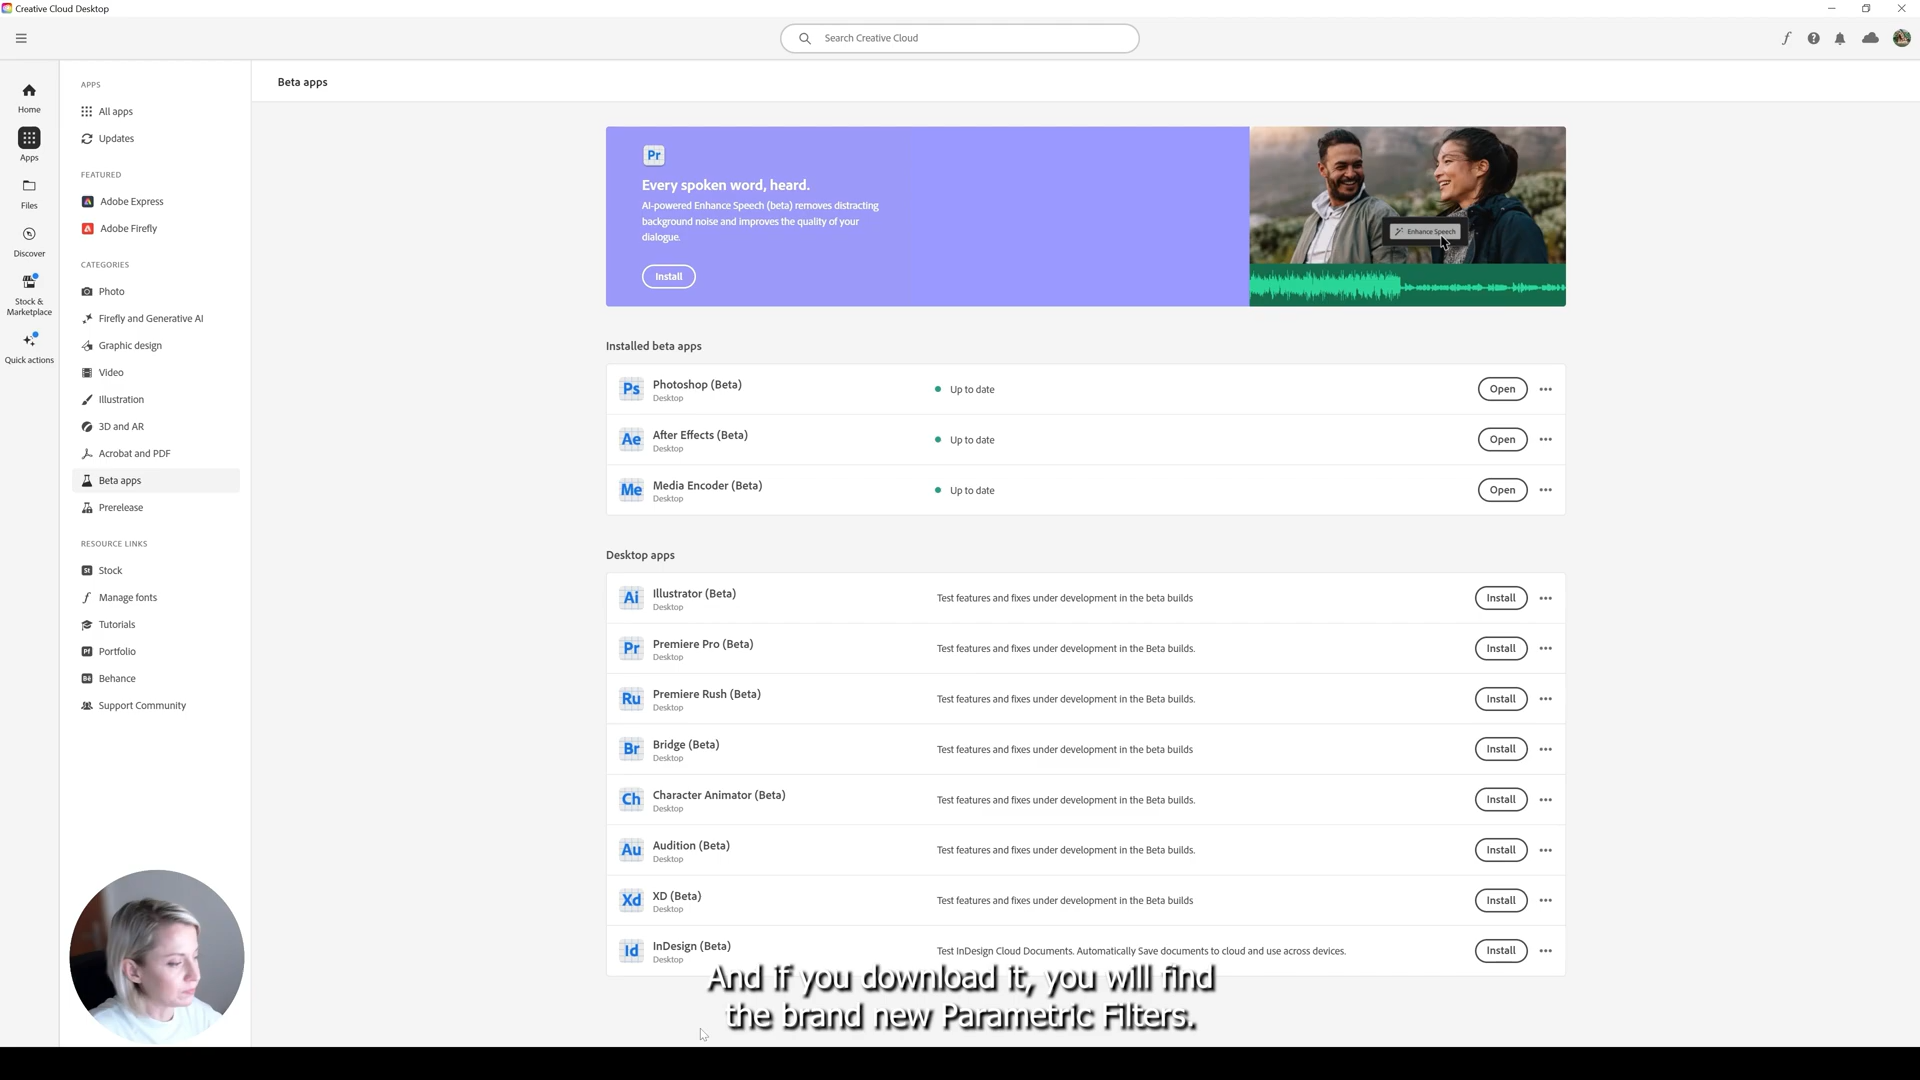 Creative Cloud Desktop
Search Creative Cloud
Home
Apps
Files
Discover
Stock &
Marketplace
Quick actions
APPS
All apps
Updates
FEATURED
Adobe Express
Adobe Firefly
CATEGORIES
Photo
Firefly and Generative AI
Graphic design
Video
Illustration
3D and AR
Acrobat and PDF
Beta apps
Prerelease
RESOURCE LINKS
St Stock
Manage fonts
Tutorials
Pf Portfolio
Bē Behance
Support Community
Beta apps
Pr
Every spoken word, heard.
AI-powered Enhance Speech (beta) removes distracting
background noise and improves the quality of your
dialogue.
Install
Enhance Speech
Installed beta apps
Ps Photoshop (Beta) Up to date Open
Desktop
Ae After Effects (Beta) Up to date Open
Desktop
Me Media Encoder (Beta) Up to date Open
Desktop
Desktop apps
Ai Illustrator (Beta) Test features and fixes under development in the beta builds Install
Desktop
Pr Premiere Pro (Beta) Test features and fixes under development in the Beta builds. Install
Desktop
Ru Premiere Rush (Beta) Test features and fixes under development in the Beta builds. Install
Desktop
Br Bridge (Beta) Test features and fixes under development in the beta builds Install
Desktop
Ch Character Animator (Beta) Test features and fixes under development in the Beta builds. Install
Desktop
Au Audition (Beta) Test features and fixes under development in the Beta builds. Install
Desktop
Xd XD (Beta) Test features and fixes under development in the Beta builds Install
Desktop
Id InDesign (Beta) Test InDesign Cloud Documents. Automatically Save documents to cloud and use across devices. Install
Desktop
And if you download it, you will find
the brand new Parametric Filters.